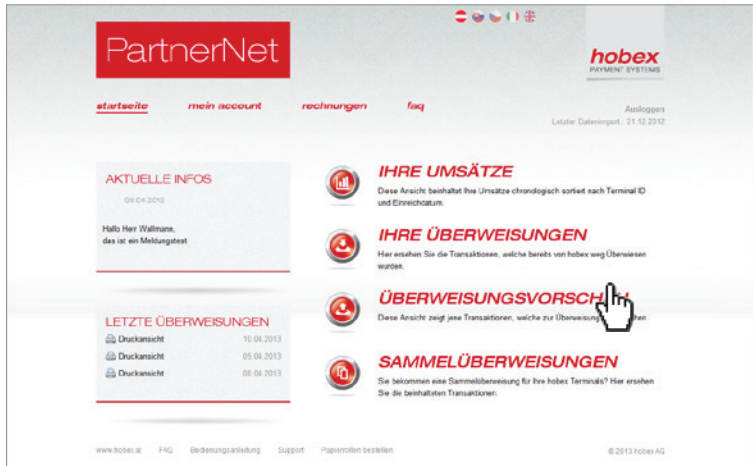 PartnerNet
hobex
PAYMENT SYSTEMS
startseite mein account rechnungen faq
Ausloggen
Letzter Datenimport.: 21.12.2012
AKTUELLE INFOS
09.04.2013
Hallo Herr Wallmann,
das ist ein Meldungstest
LETZTE ÜBERWEISUNGEN
Druckansicht 10.04.2013
Druckansicht 09.04.2013
Druckansicht 08.04.2013
IHRE UMSÄTZE
Diese Ansicht beinhaltet Ihre Umsätze chronologisch sortiert nach Terminal ID
und Einreichdatum.
IHRE ÜBERWEISUNGEN
Hier ersehen Sie die Transaktionen, welche bereits von hobex weg Überwiesen
wurden.
ÜBERWEISUNGSVORSCH
Diese Ansicht zeigt jene Transaktionen, welche zur Überweisung
SAMMELÜBERWEISUNGEN
Sie bekommen eine Sammelüberweisung für Ihre hobex Terminals? Hier ersehen
Sie die beinhalteten Transaktionen.
www.hobex.at FAQ Bedienungsanleitung Support Papierrollen bestellen
© 2013 hobex AG